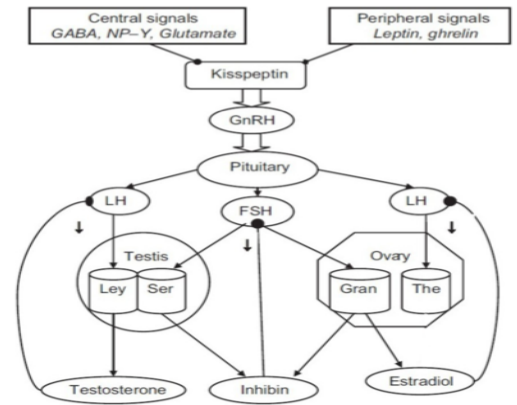 Central signals
GABA, NP–Y, Glutamate
Peripheral signals
Leptin, ghrelin
Kisspeptin
GnRH
Pituitary
LH
FSH
LH
Testis
Ovary
Ley
Ser
Gran
The
Testosterone
Inhibin
Estradiol